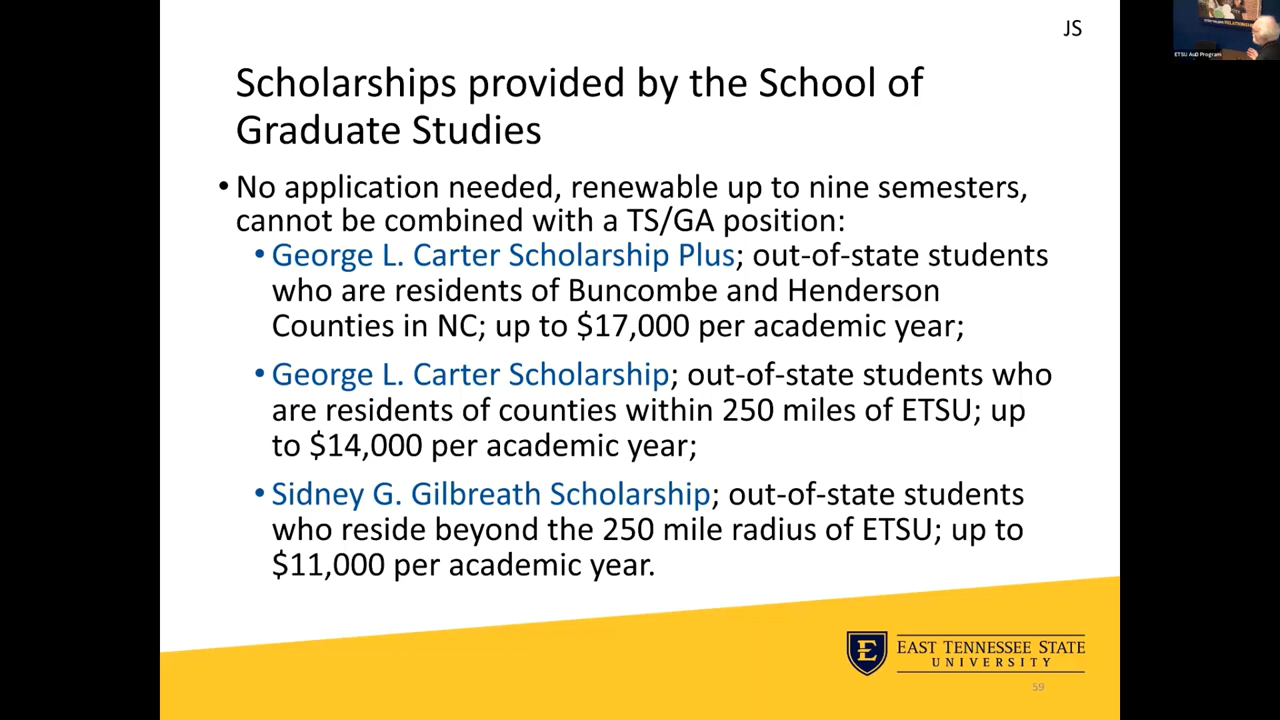 JS
Scholarships provided by the School of
Graduate Studies
• No application needed, renewable up to nine semesters,
cannot be combined with a TS/GA position:
• George L. Carter Scholarship Plus; out-of-state students
who are residents of Buncombe and Henderson
Counties in NC; up to $17,000 per academic year;
• George L. Carter Scholarship; out-of-state students who
are residents of counties within 250 miles of ETSU; up
to $14,000 per academic year;
• Sidney G. Gilbreath Scholarship; out-of-state students
who reside beyond the 250 mile radius of ETSU; up to
$11,000 per academic year.
E
EAST TENNESSEE STATE
UNIVERSITY
59
ETSU AuD Program